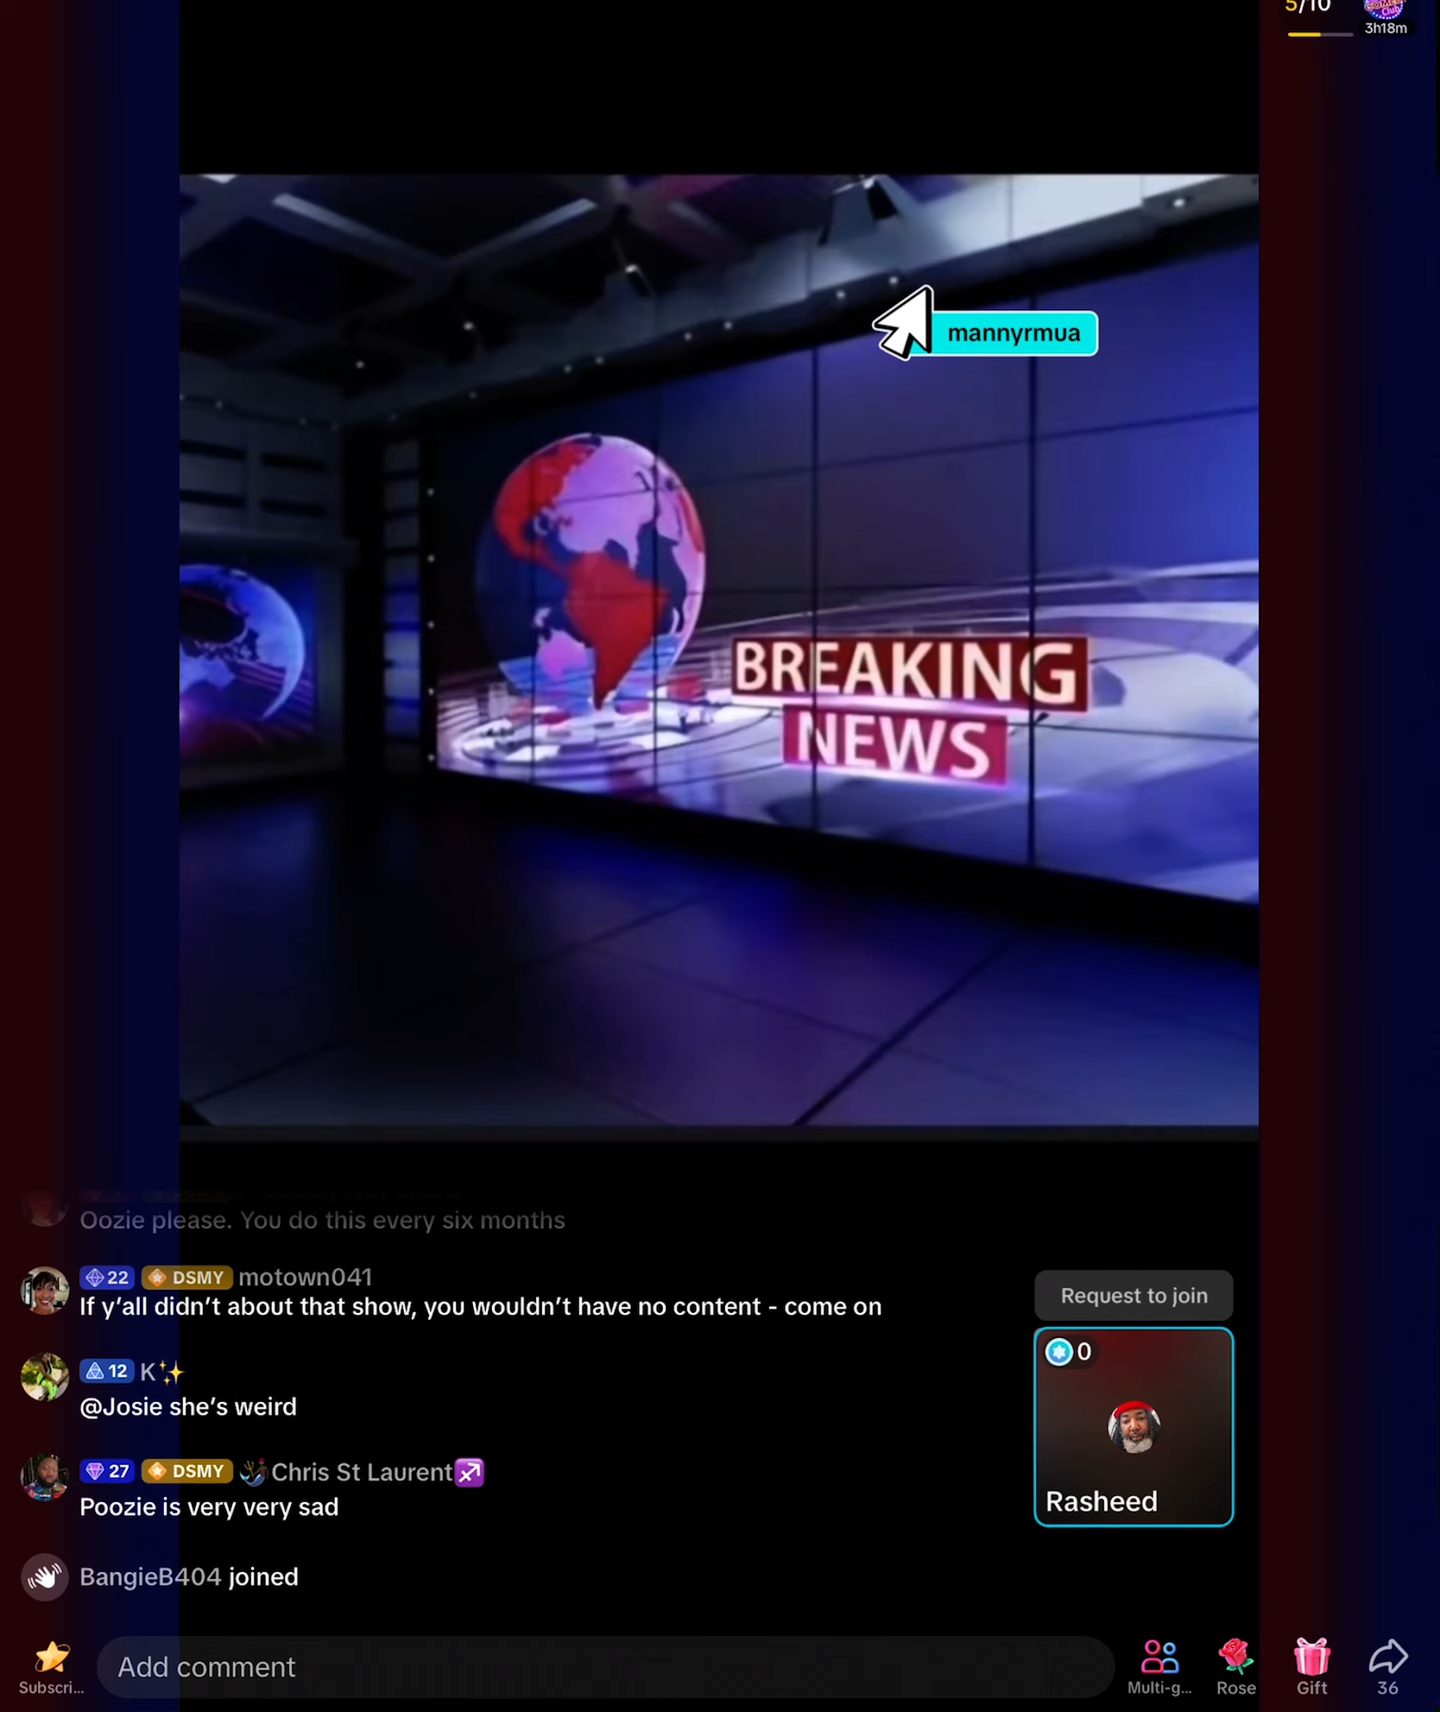 5/10
3h18m
mannyrmua
BREAKING
NEWS
Oozie please. You do this every six months
22 DSMY motown041
If y’all didn’t about that show, you wouldn’t have no content - come on
12 K✨
@Josie she’s weird
27 DSMY 🧜🏿‍♂️Chris St Laurent♐
Poozie is very very sad
BangieB404 joined
Request to join
0
Rasheed
Add comment
Subscri...
Multi-g...
Rose
Gift
36